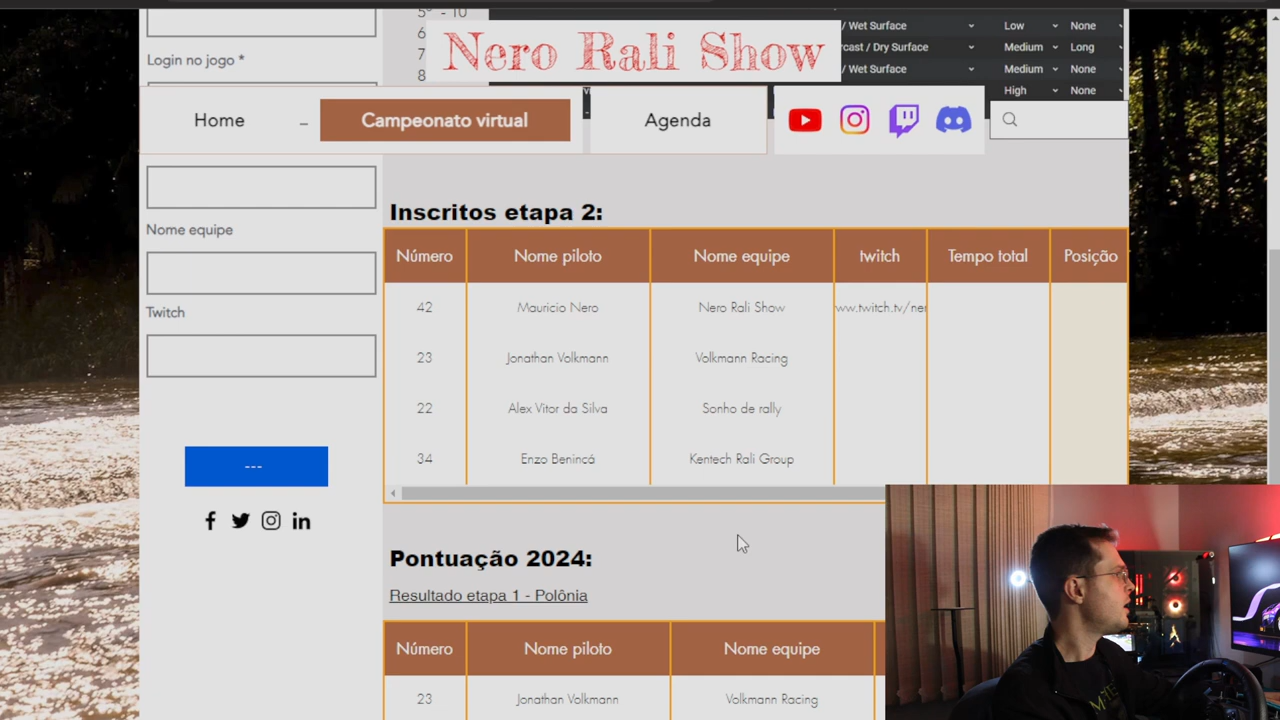 5º - 10
6
7
8
/ Wet Surface Low None
rcast / Dry Surface Medium Long
/ Wet Surface Medium None
High None
Nero Rali Show
Login no jogo *
Home
Campeonato virtual
Agenda
Nome equipe
Twitch
---
Inscritos etapa 2:
Número Nome piloto Nome equipe twitch Tempo total Posição
42 Mauricio Nero Nero Rali Show ww.twitch.tv/ner
23 Jonathan Volkmann Volkmann Racing
22 Alex Vitor da Silva Sonho de rally
34 Enzo Benincá Kentech Rali Group
Pontuação 2024:
Resultado etapa 1 - Polônia
Número Nome piloto Nome equipe
23 Jonathan Volkmann Volkmann Racing